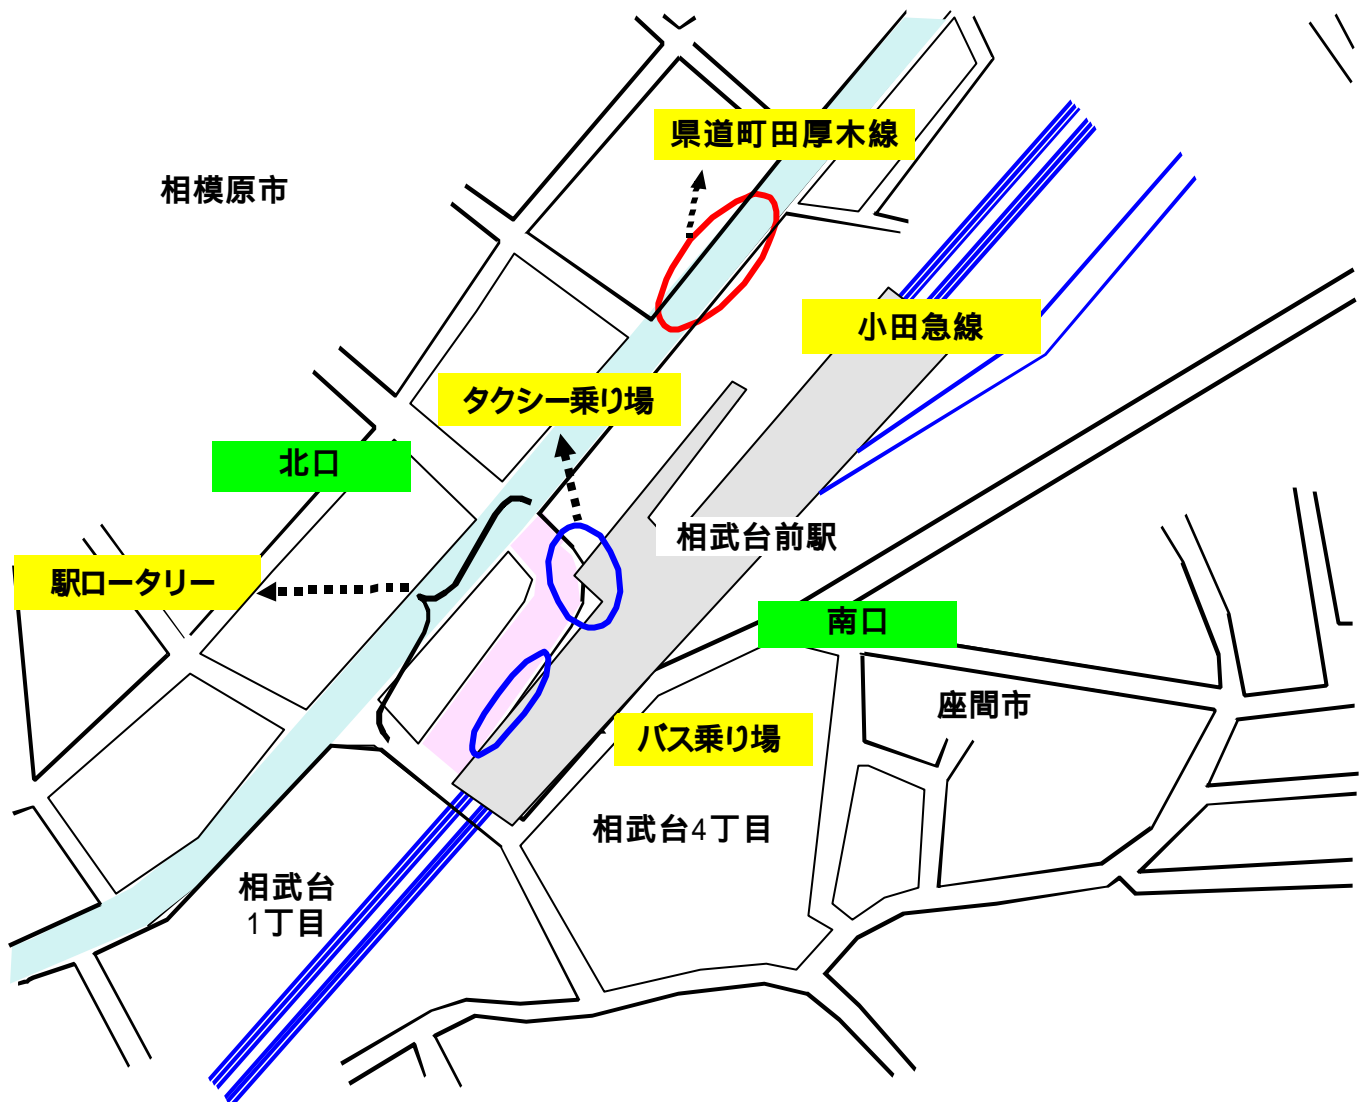 県道町田厚木線
相模原市
小田急線
タクシー乗り場
北口
相武台前駅
駅ロータリー
南口
座間市
バス乗り場
相武台4丁目
相武台
1丁目